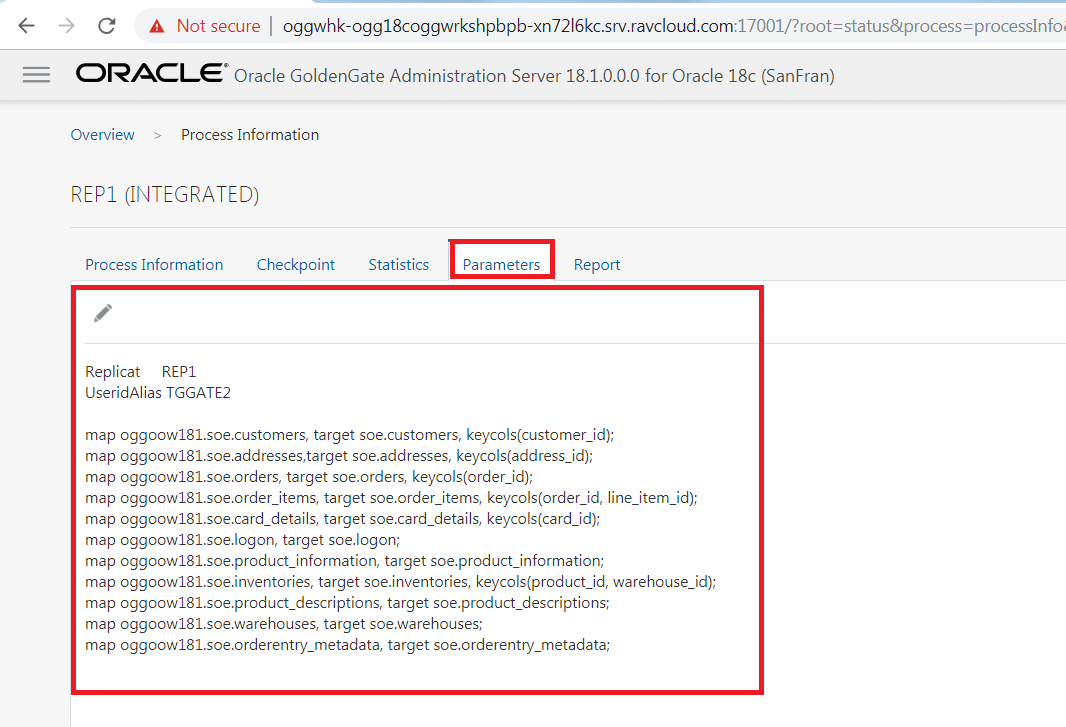 Not secure | oggwhk-ogg18coggwrkshpbpb-xn72l6kc.srv.ravcloud.com:17001/?root=status&process=processInfo&
ORACLE® Oracle GoldenGate Administration Server 18.1.0.0.0 for Oracle 18c (SanFran)
Overview > Process Information
REP1 (INTEGRATED)
Process Information Checkpoint Statistics Parameters Report
Replicat REP1
UseridAlias TGGATE2
map oggoow181.soe.customers, target soe.customers, keycols(customer_id);
map oggoow181.soe.addresses,target soe.addresses, keycols(address_id);
map oggoow181.soe.orders, target soe.orders, keycols(order_id);
map oggoow181.soe.order_items, target soe.order_items, keycols(order_id, line_item_id);
map oggoow181.soe.card_details, target soe.card_details, keycols(card_id);
map oggoow181.soe.logon, target soe.logon;
map oggoow181.soe.product_information, target soe.product_information;
map oggoow181.soe.inventories, target soe.inventories, keycols(product_id, warehouse_id);
map oggoow181.soe.product_descriptions, target soe.product_descriptions;
map oggoow181.soe.warehouses, target soe.warehouses;
map oggoow181.soe.orderentry_metadata, target soe.orderentry_metadata;